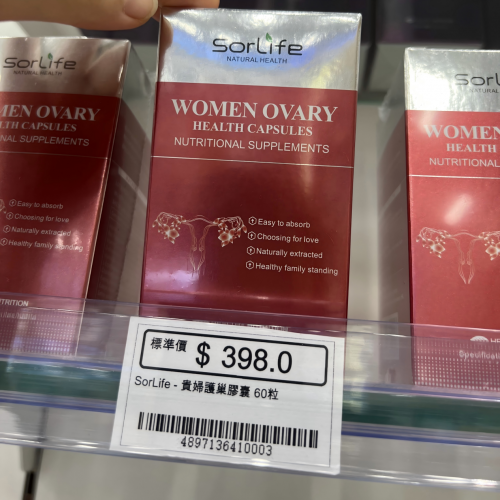 SorLife
NATURAL HEALTH
WOMEN OVARY
HEALTH CAPSULES
NUTRITIONAL SUPPLEMENTS
Easy to absorb
Choosing for love
Naturally extracted
Healthy family standing
SorLife
NATURAL HEALTH
MEN OVARY
LTH CAPSULES
ONAL SUPPLEMENTS
Easy to absorb
Choosing for love
Naturally extracted
Healthy family standing
SorL
NATURAL
WOMEN O
HEALTH
NUTRITIONAL
標準價 $ 398.0
SorLife - 貴婦護巢膠囊 60粒
4897136410003